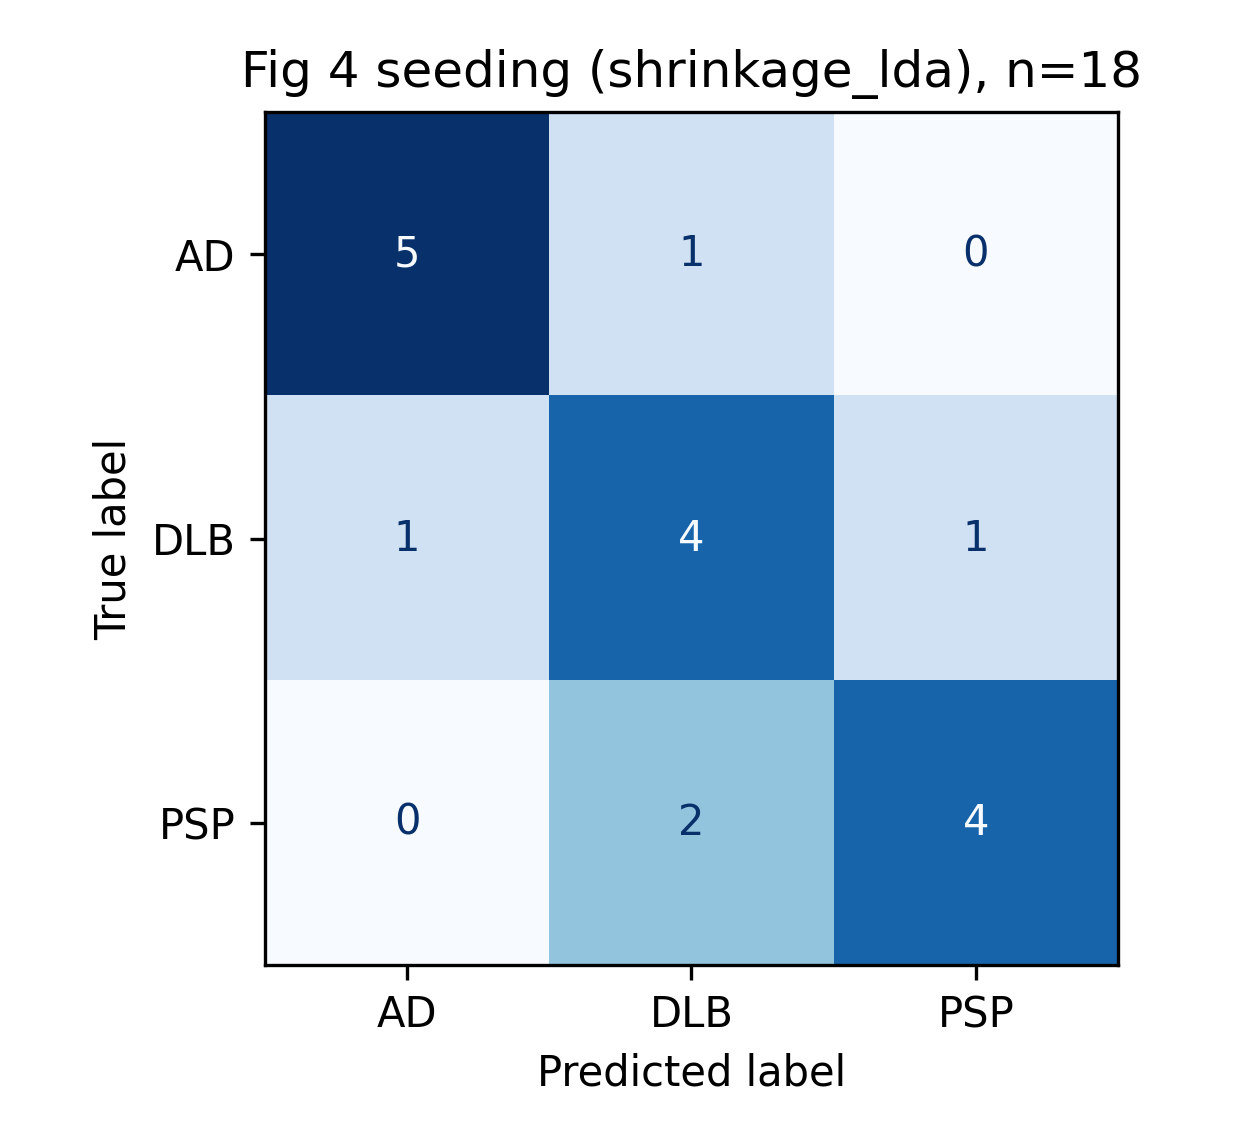 Fig 4 seeding (shrinkage_lda), n=18
AD 5 1 0
True label
DLB 1 4 1
PSP 0 2 4
AD DLB PSP
Predicted label